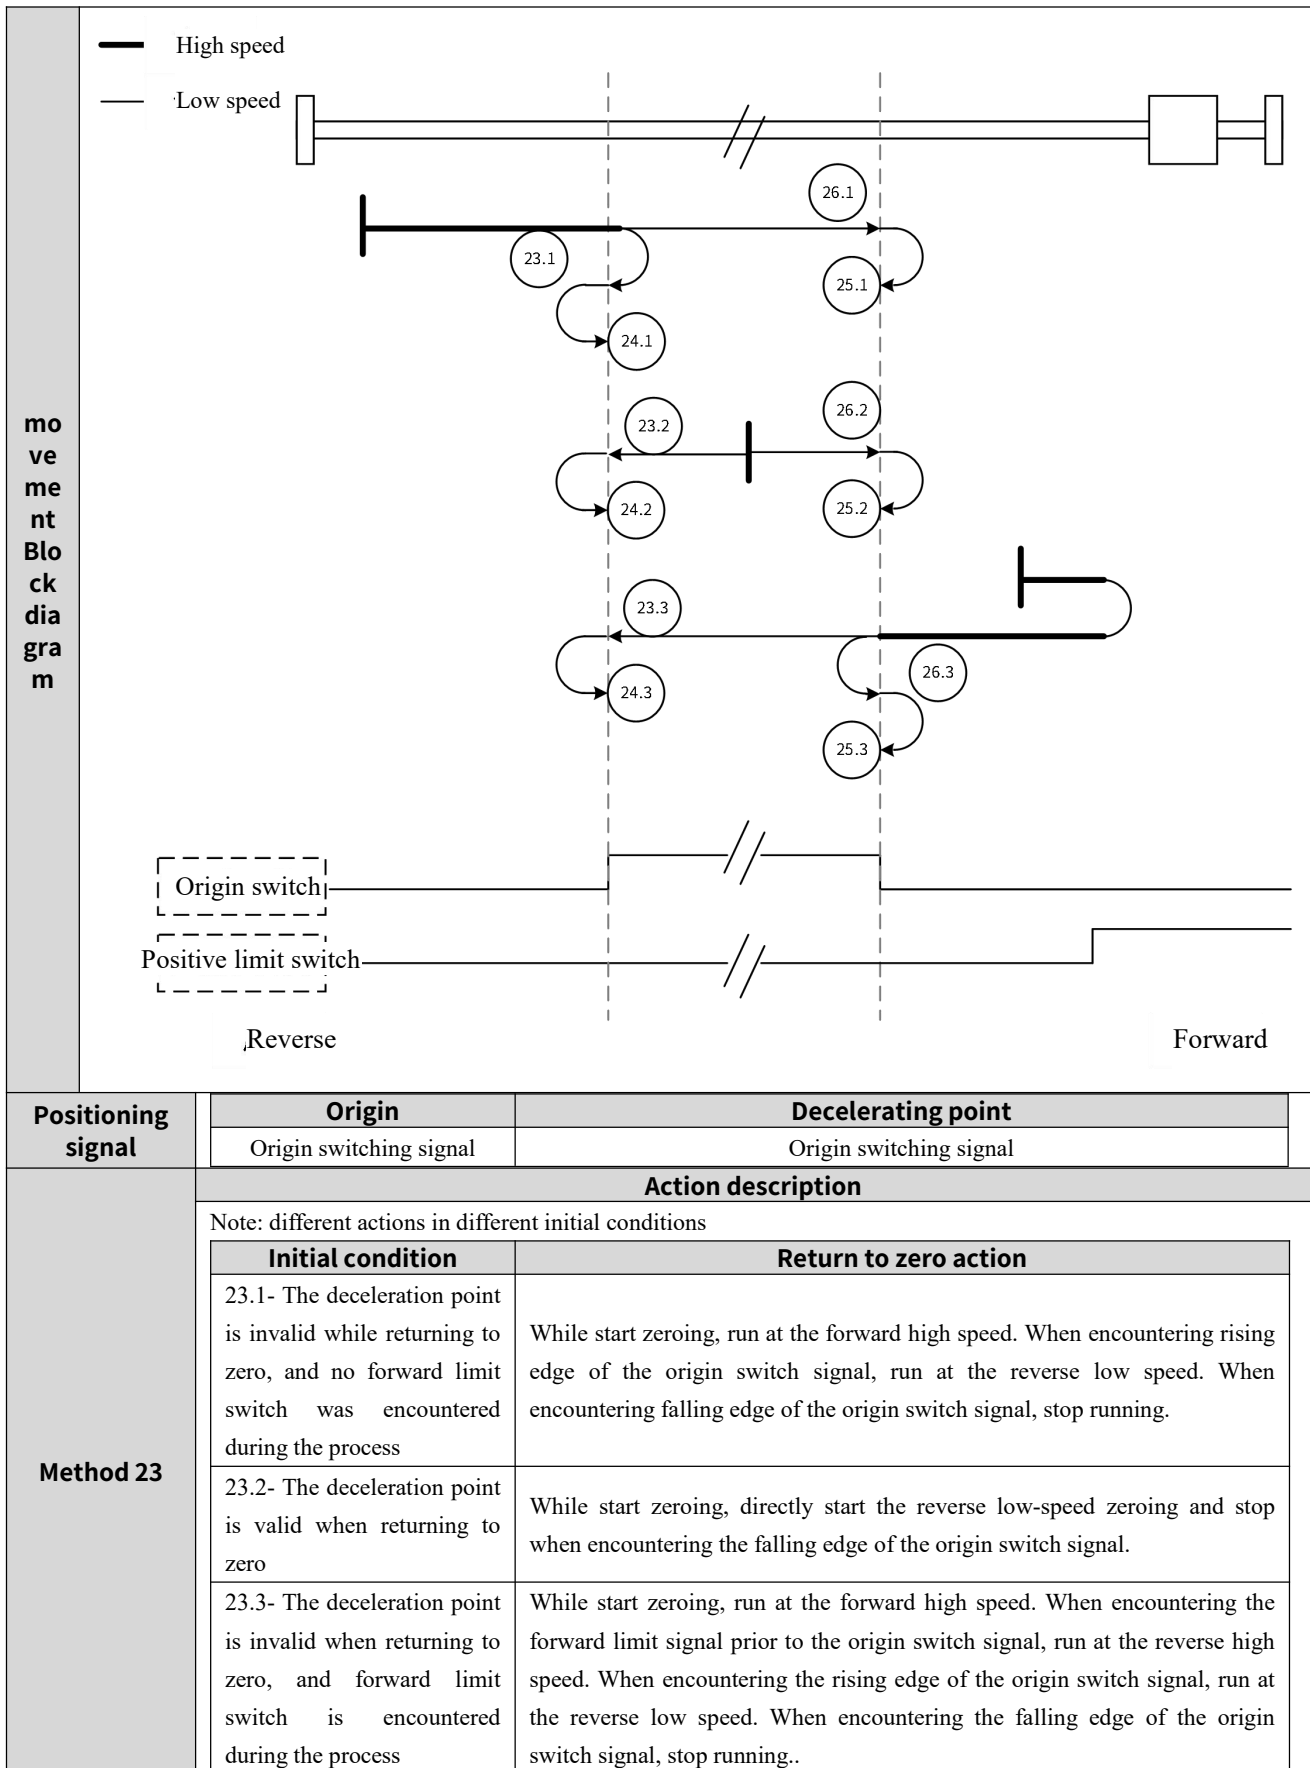 High speed
Low speed
26.1
23.1
25.1
24.1
26.2
23.2
24.2
25.2
23.3
26.3
24.3
25.3
mo
ve
me
nt
Blo
ck
dia
gra
m
Origin switch
Positive limit switch
Reverse
Forward
Positioning
signal
Origin
Decelerating point
Origin switching signal
Origin switching signal
Method 23
Action description
Note: different actions in different initial conditions
Initial condition
Return to zero action
23.1- The deceleration point
is invalid while returning to
zero, and no forward limit
switch was encountered
during the process
While start zeroing, run at the forward high speed. When encountering rising
edge of the origin switch signal, run at the reverse low speed. When
encountering falling edge of the origin switch signal, stop running.
23.2- The deceleration point
is valid when returning to
zero
While start zeroing, directly start the reverse low-speed zeroing and stop
when encountering the falling edge of the origin switch signal.
23.3- The deceleration point
is invalid when returning to
zero, and forward limit
switch is encountered
during the process
While start zeroing, run at the forward high speed. When encountering the
forward limit signal prior to the origin switch signal, run at the reverse high
speed. When encountering the rising edge of the origin switch signal, run at
the reverse low speed. When encountering the falling edge of the origin
switch signal, stop running..